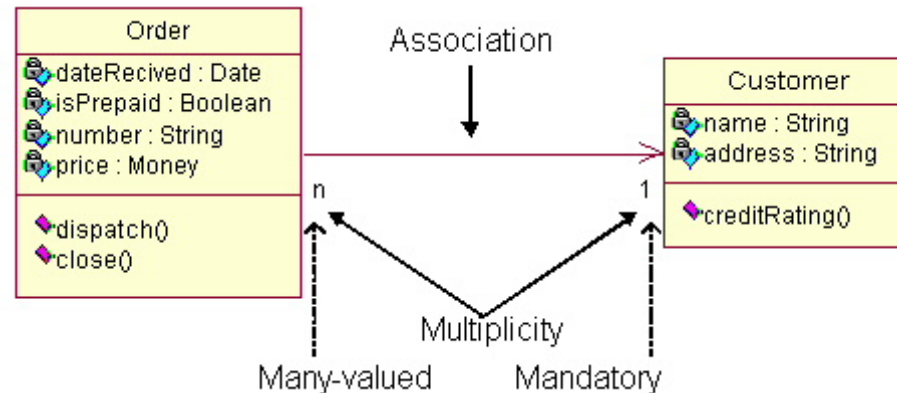 Order
dateRecived : Date
isPrepaid : Boolean
number : String
price : Money
dispatch()
close()
Association
Customer
name : String
address : String
creditRating()
n
1
Multiplicity
Many-valued
Mandatory